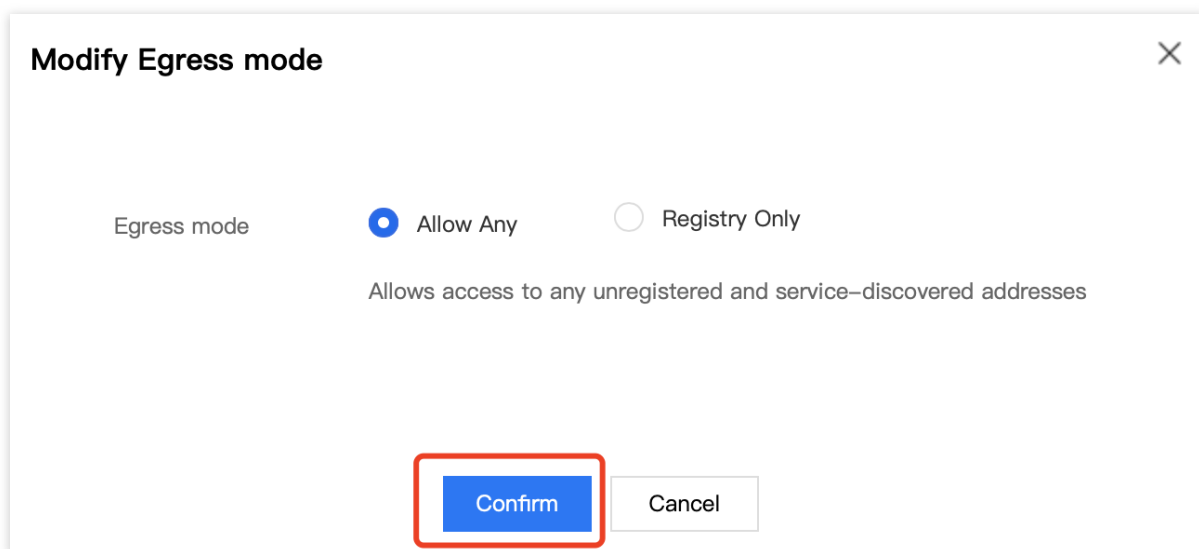 Modify Egress mode
Egress mode
Allow Any
Registry Only
Allows access to any unregistered and service-discovered addresses
Confirm
Cancel